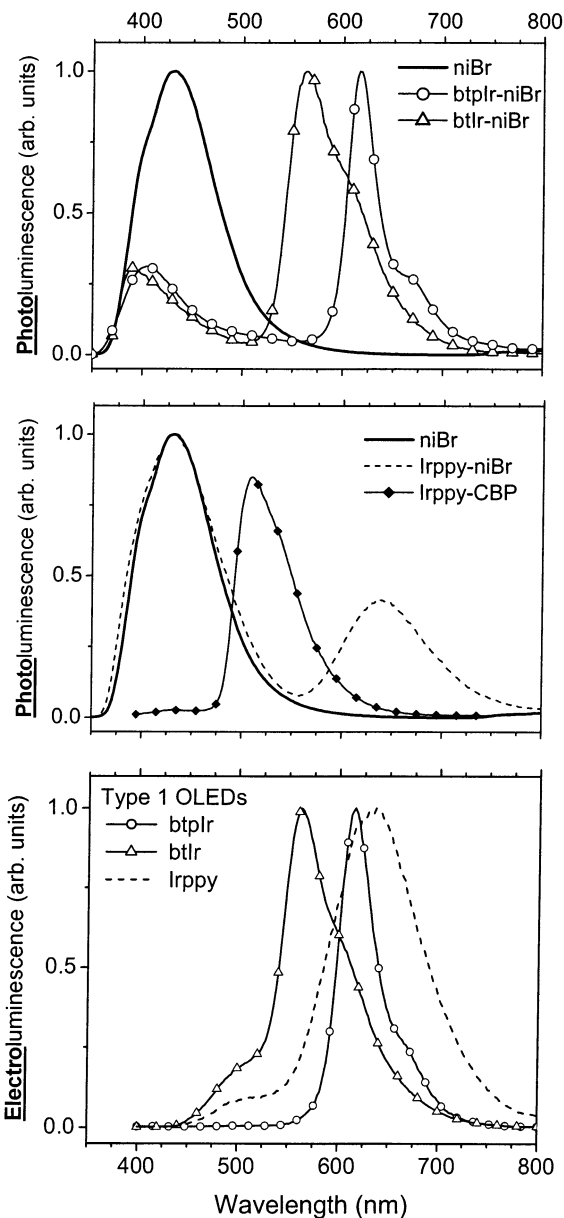 400 500 600 700 800
1.0
0.5
0.0
Photoluminescence (arb. units)
niBr
btpIr-niBr
btIr-niBr
1.0
0.5
0.0
Photoluminescence (arb. units)
niBr
Irppy-niBr
Irppy-CBP
1.0
0.5
0.0
Electroluminescence (arb. units)
Type 1 OLEDs
btpIr
btIr
Irppy
400 500 600 700 800
Wavelength (nm)